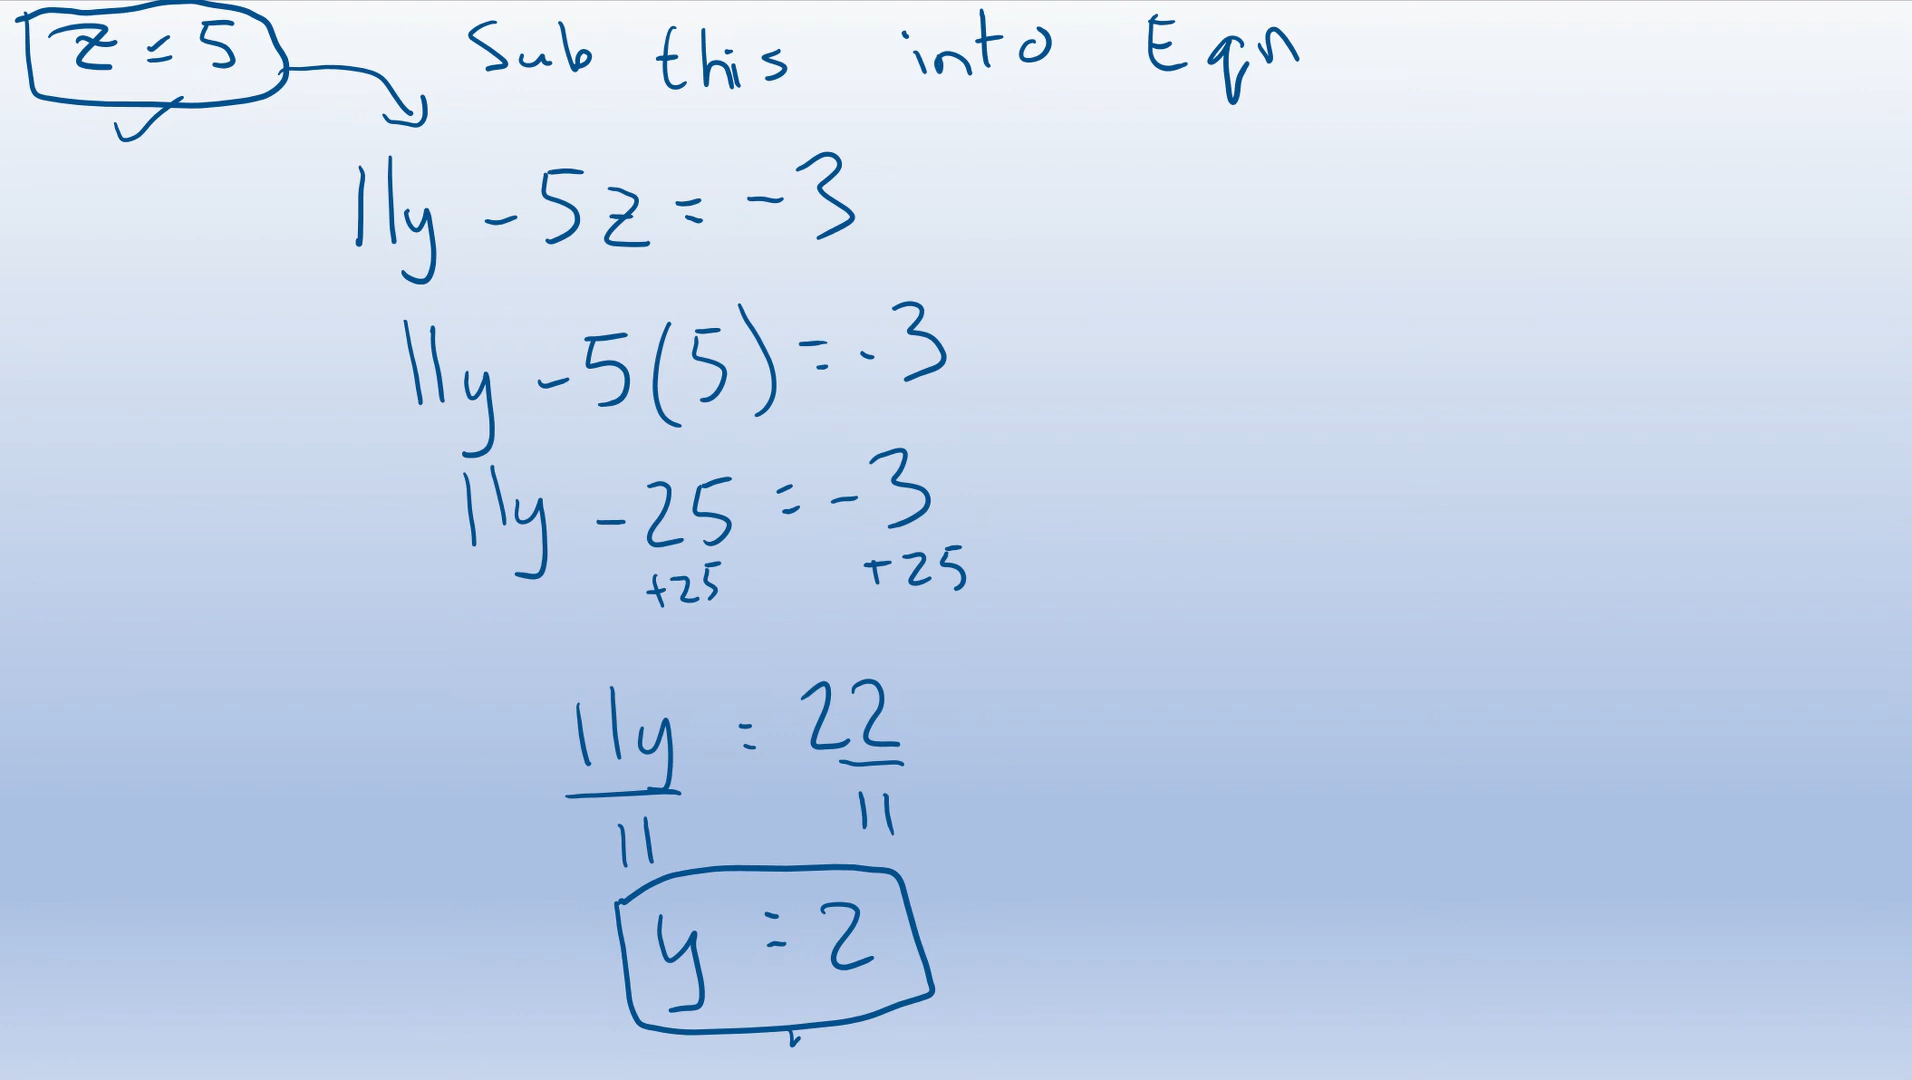 z = 5 Sub this into Eqn
11y - 5z = -3
11y - 5(5) = -3
11y - 25 = -3
+25 +25
11y = 22
11 11
y = 2